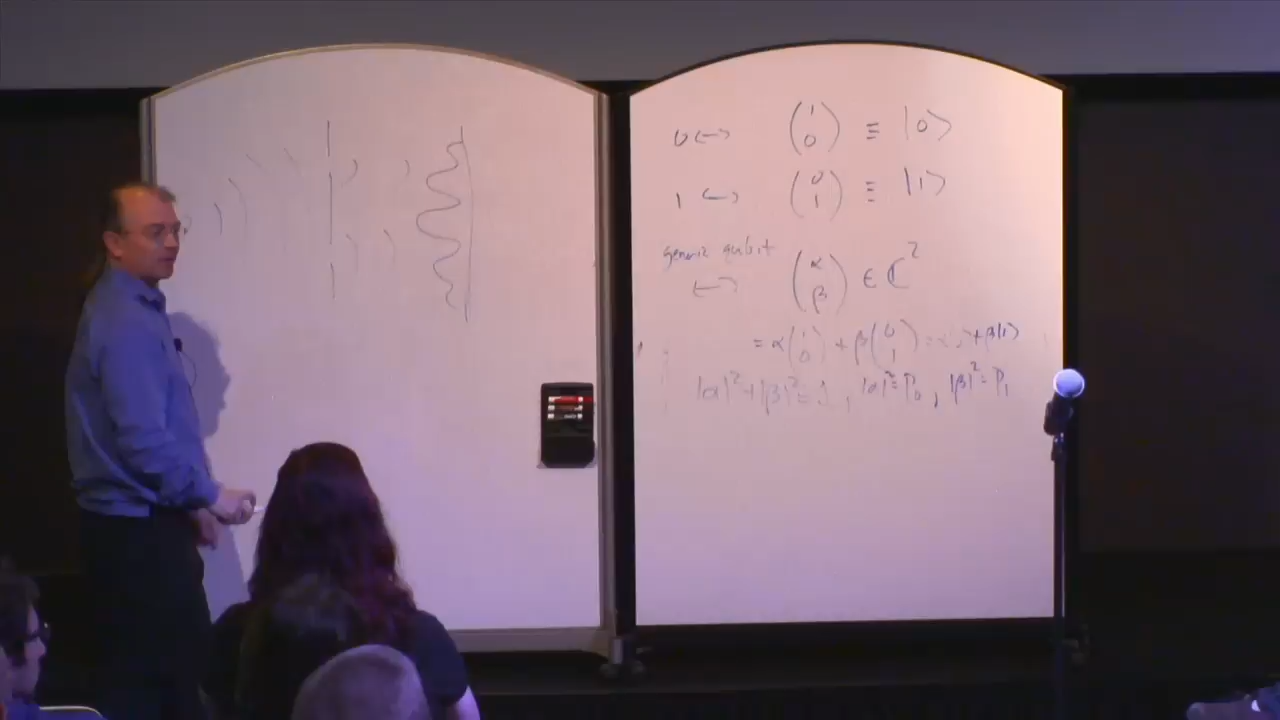 0 ↔ (1 0) ≡ |0⟩
1 ↔ (0 1) ≡ |1⟩
generic qubit
↔ (α β) ∈ ℂ²
= α(1 0) + β(0 1) = α|0⟩+β|1⟩
|α|²+|β|²=1, |α|²=P₀, |β|²=P₁